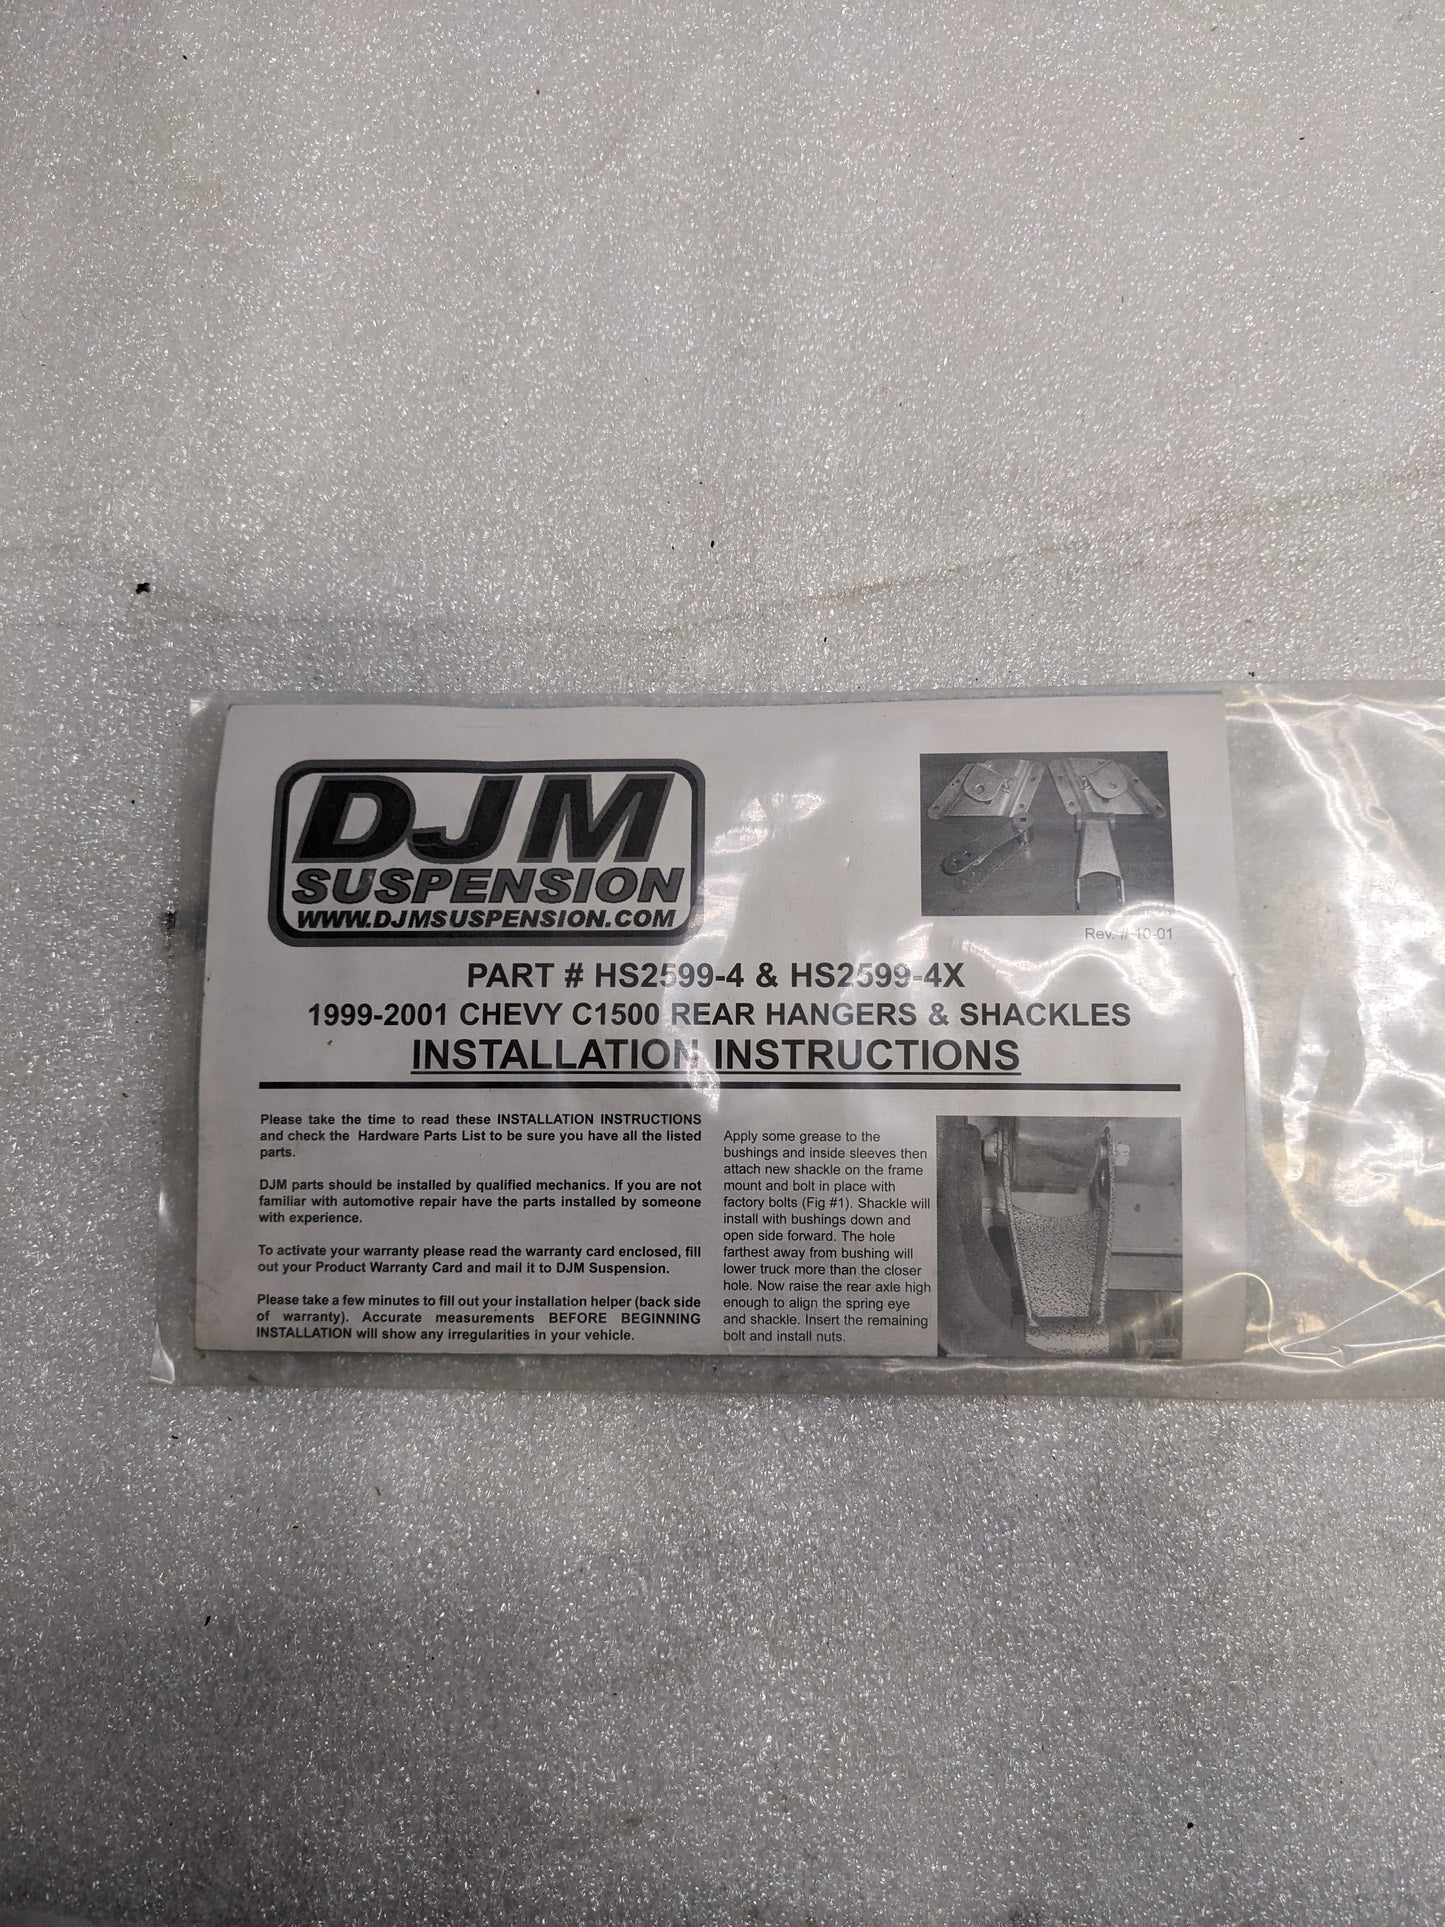 DJM
SUSPENSION
WWW.DJMSUSPENSION.COM
Rev. # 10-01
PART # HS2599-4 & HS2599-4X
1999-2001 CHEVY C1500 REAR HANGERS & SHACKLES
INSTALLATION INSTRUCTIONS
Please take the time to read these INSTALLATION INSTRUCTIONS
and check the Hardware Parts List to be sure you have all the listed
parts.
DJM parts should be installed by qualified mechanics. If you are not
familiar with automotive repair have the parts installed by someone
with experience.
To activate your warranty please read the warranty card enclosed, fill
out your Product Warranty Card and mail it to DJM Suspension.
Please take a few minutes to fill out your installation helper (back side
of warranty). Accurate measurements BEFORE BEGINNING
INSTALLATION will show any irregularities in your vehicle.
Apply some grease to the
bushings and inside sleeves then
attach new shackle on the frame
mount and bolt in place with
factory bolts (Fig #1). Shackle will
install with bushings down and
open side forward. The hole
farthest away from bushing will
lower truck more than the closer
hole. Now raise the rear axle high
enough to align the spring eye
and shackle. Insert the remaining
bolt and install nuts.